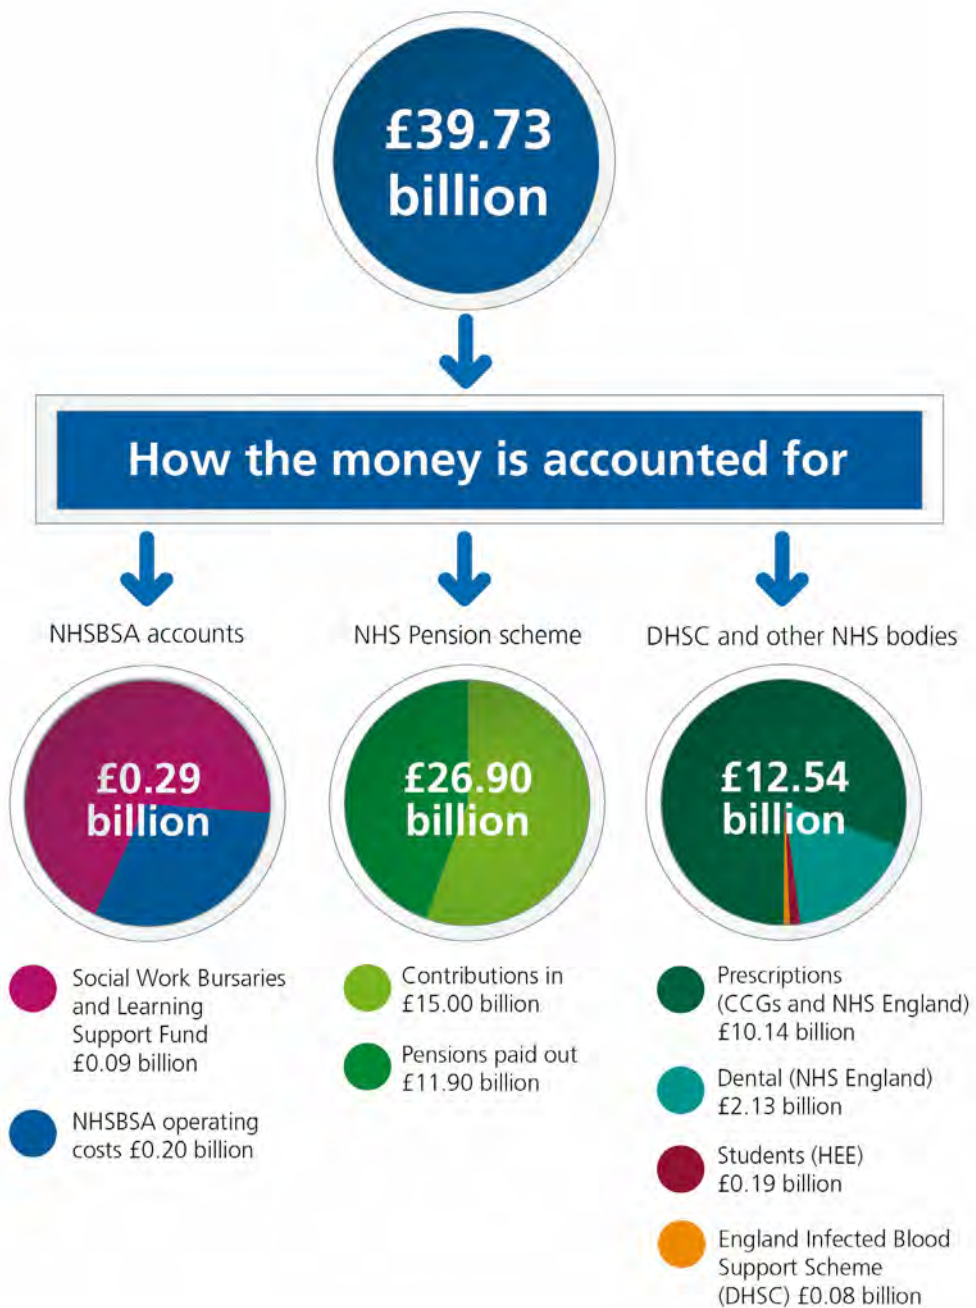 £39.73
billion
How the money is accounted for
NHSBSA accounts
£0.29
billion
Social Work Bursaries
and Learning
Support Fund
£0.09 billion
NHSBSA operating
costs £0.20 billion
NHS Pension scheme
£26.90
billion
Contributions in
£15.00 billion
Pensions paid out
£11.90 billion
DHSC and other NHS bodies
£12.54
billion
Prescriptions
(CCGs and NHS England)
£10.14 billion
Dental (NHS England)
£2.13 billion
Students (HEE)
£0.19 billion
England Infected Blood
Support Scheme
(DHSC) £0.08 billion